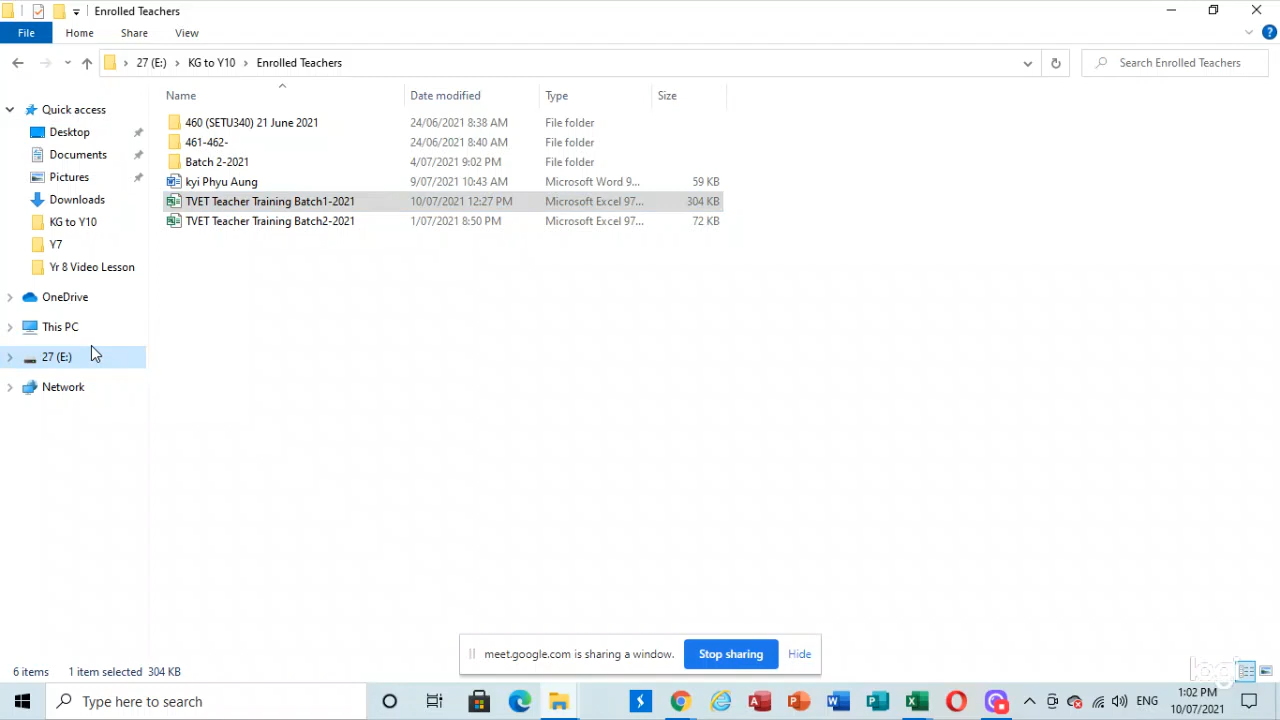 Enrolled Teachers
File Home Share View
27 (E:) KG to Y10 Enrolled Teachers Search Enrolled Teachers
Name Date modified Type Size
Quick access
Desktop
Documents
Pictures
Downloads
KG to Y10
Y7
Yr 8 Video Lesson
OneDrive
This PC
27 (E:)
Network
460 (SETU340) 21 June 2021 24/06/2021 8:38 AM File folder
461-462- 24/06/2021 8:40 AM File folder
Batch 2-2021 4/07/2021 9:02 PM File folder
kyi Phyu Aung 9/07/2021 10:43 AM Microsoft Word 9... 59 KB
TVET Teacher Training Batch1-2021 10/07/2021 12:27 PM Microsoft Excel 97... 304 KB
TVET Teacher Training Batch2-2021 1/07/2021 8:50 PM Microsoft Excel 97... 72 KB
meet.google.com is sharing a window. Stop sharing Hide
6 items 1 item selected 304 KB
Type here to search
ENG
1:02 PM
10/07/2021